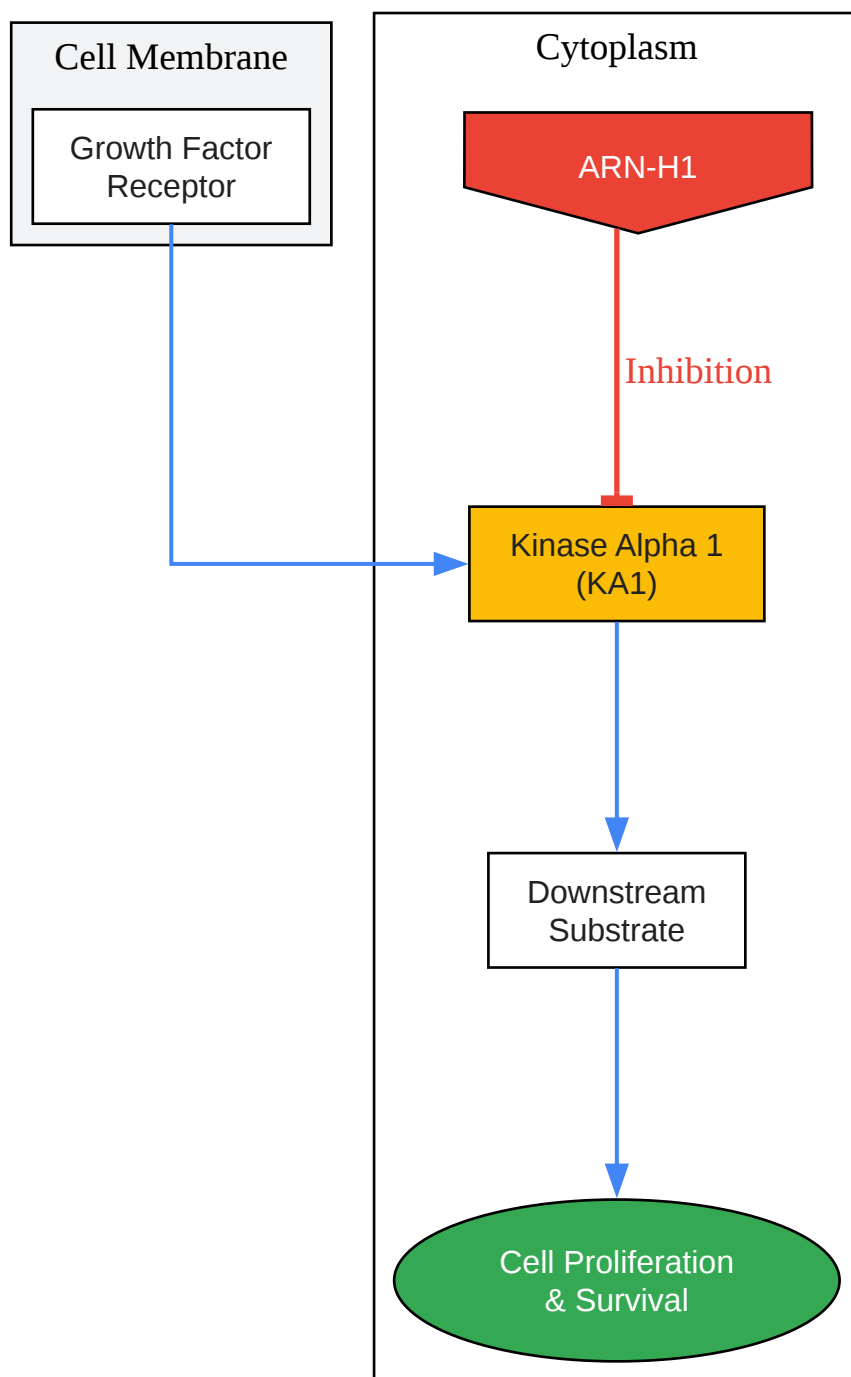 Cell Membrane
Growth Factor
Receptor
Cytoplasm
ARN-H1
Inhibition
Kinase Alpha 1
(KA1)
Downstream
Substrate
Cell Proliferation
& Survival